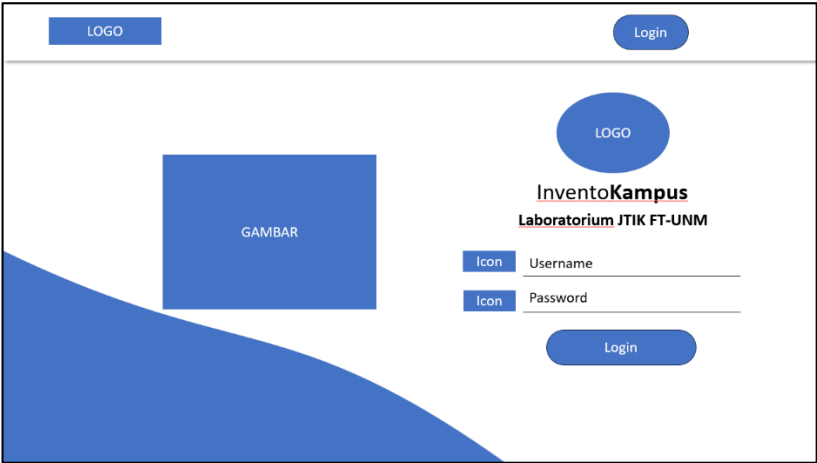 LOGO
Login
LOGO
InventoKampus
Laboratorium JTIK FT-UNM
GAMBAR
Icon Username
Icon Password
Login